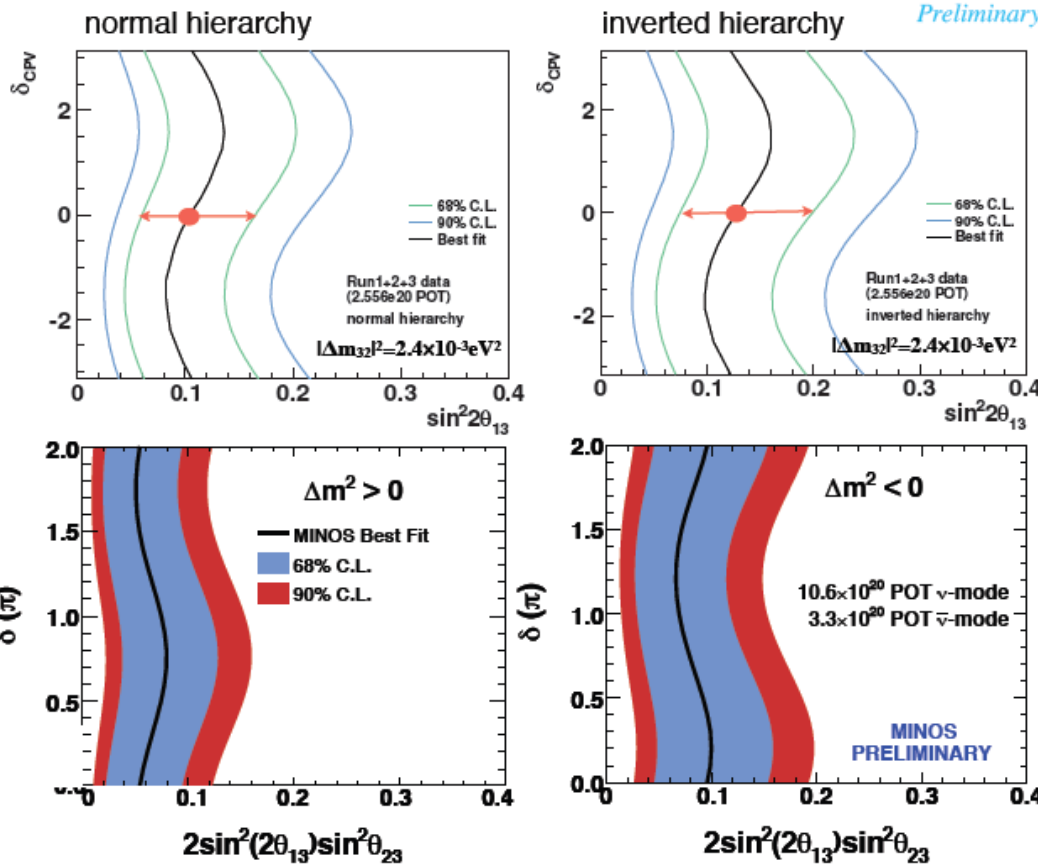 normal hierarchy
δCPV
2
0
-2
68% C.L.
90% C.L.
Best fit
Run1+2+3 data
(2.556e20 POT)
normal hierarchy
|Δm₃₂|²=2.4×10⁻³eV²
0 0.1 0.2 0.3 0.4
sin²2θ₁₃
Preliminary
inverted hierarchy
δCPV
2
0
-2
68% C.L.
90% C.L.
Best fit
Run1+2+3 data
(2.556e20 POT)
inverted hierarchy
|Δm₃₂|²=2.4×10⁻³eV²
0 0.1 0.2 0.3 0.4
sin²2θ₁₃
2.0
1.5
1.0
0.5
δ (π)
Δm² > 0
MINOS Best Fit
68% C.L.
90% C.L.
0 0.1 0.2 0.3 0.4
2sin²(2θ₁₃)sin²θ₂₃
2.0
1.5
1.0
0.5
0.0
δ (π)
Δm² < 0
10.6×10²⁰ POT ν-mode
3.3×10²⁰ POT ν̅-mode
MINOS
PRELIMINARY
0 0.1 0.2 0.3 0.4
2sin²(2θ₁₃)sin²θ₂₃